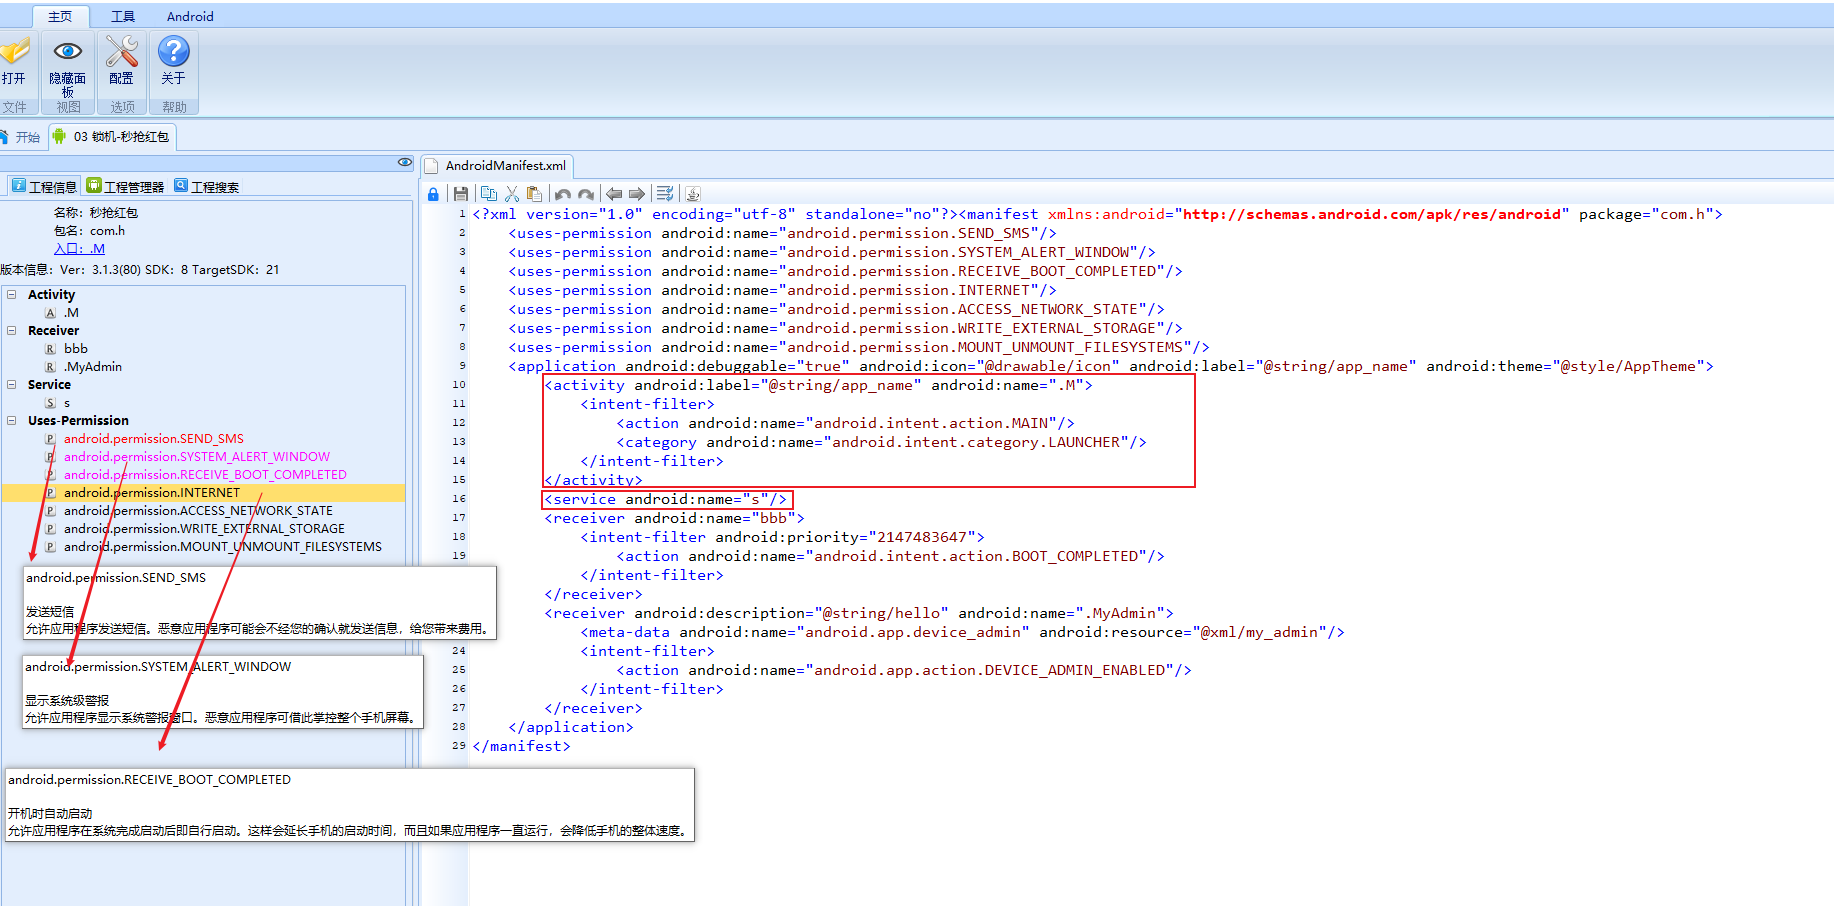 主页
工具
Android
打开
隐藏面板
配置
关于
文件
视图
选项
帮助
开始
03 锁机-秒抢红包
工程信息
工程管理器
工程搜索
名称：秒抢红包
包名：com.h
入口：.M
版本信息：Ver：3.1.3(80) SDK：8 TargetSDK：21
Activity
A .M
Receiver
R bbb
R .MyAdmin
Service
S s
Uses-Permission
P android.permission.SEND_SMS
P android.permission.SYSTEM_ALERT_WINDOW
P android.permission.RECEIVE_BOOT_COMPLETED
P android.permission.INTERNET
P android.permission.ACCESS_NETWORK_STATE
P android.permission.WRITE_EXTERNAL_STORAGE
P android.permission.MOUNT_UNMOUNT_FILESYSTEMS
android.permission.SEND_SMS
发送短信
允许应用程序发送短信。恶意应用程序可能会不经您的确认就发送信息，给您带来费用。
android.permission.SYSTEM_ALERT_WINDOW
显示系统级警报
允许应用程序显示系统警报窗口。恶意应用程序可借此掌控整个手机屏幕。
android.permission.RECEIVE_BOOT_COMPLETED
开机时自动启动
允许应用程序在系统完成启动后即自行启动。这样会延长手机的启动时间，而且如果应用程序一直运行，会降低手机的整体速度。
AndroidManifest.xml
1 <?xml version="1.0" encoding="utf-8" standalone="no"?><manifest xmlns:android="http://schemas.android.com/apk/res/android" package="com.h">
2 <uses-permission android:name="android.permission.SEND_SMS"/>
3 <uses-permission android:name="android.permission.SYSTEM_ALERT_WINDOW"/>
4 <uses-permission android:name="android.permission.RECEIVE_BOOT_COMPLETED"/>
5 <uses-permission android:name="android.permission.INTERNET"/>
6 <uses-permission android:name="android.permission.ACCESS_NETWORK_STATE"/>
7 <uses-permission android:name="android.permission.WRITE_EXTERNAL_STORAGE"/>
8 <uses-permission android:name="android.permission.MOUNT_UNMOUNT_FILESYSTEMS"/>
9 <application android:debuggable="true" android:icon="@drawable/icon" android:label="@string/app_name" android:theme="@style/AppTheme">
10 <activity android:label="@string/app_name" android:name=".M">
11 <intent-filter>
12 <action android:name="android.intent.action.MAIN"/>
13 <category android:name="android.intent.category.LAUNCHER"/>
14 </intent-filter>
15 </activity>
16 <service android:name="s"/>
17 <receiver android:name="bbb">
18 <intent-filter android:priority="2147483647">
19 <action android:name="android.intent.action.BOOT_COMPLETED"/>
</intent-filter>
</receiver>
<receiver android:description="@string/hello" android:name=".MyAdmin">
<meta-data android:name="android.app.device_admin" android:resource="@xml/my_admin"/>
24 <intent-filter>
25 <action android:name="android.app.action.DEVICE_ADMIN_ENABLED"/>
26 </intent-filter>
27 </receiver>
28 </application>
29 </manifest>